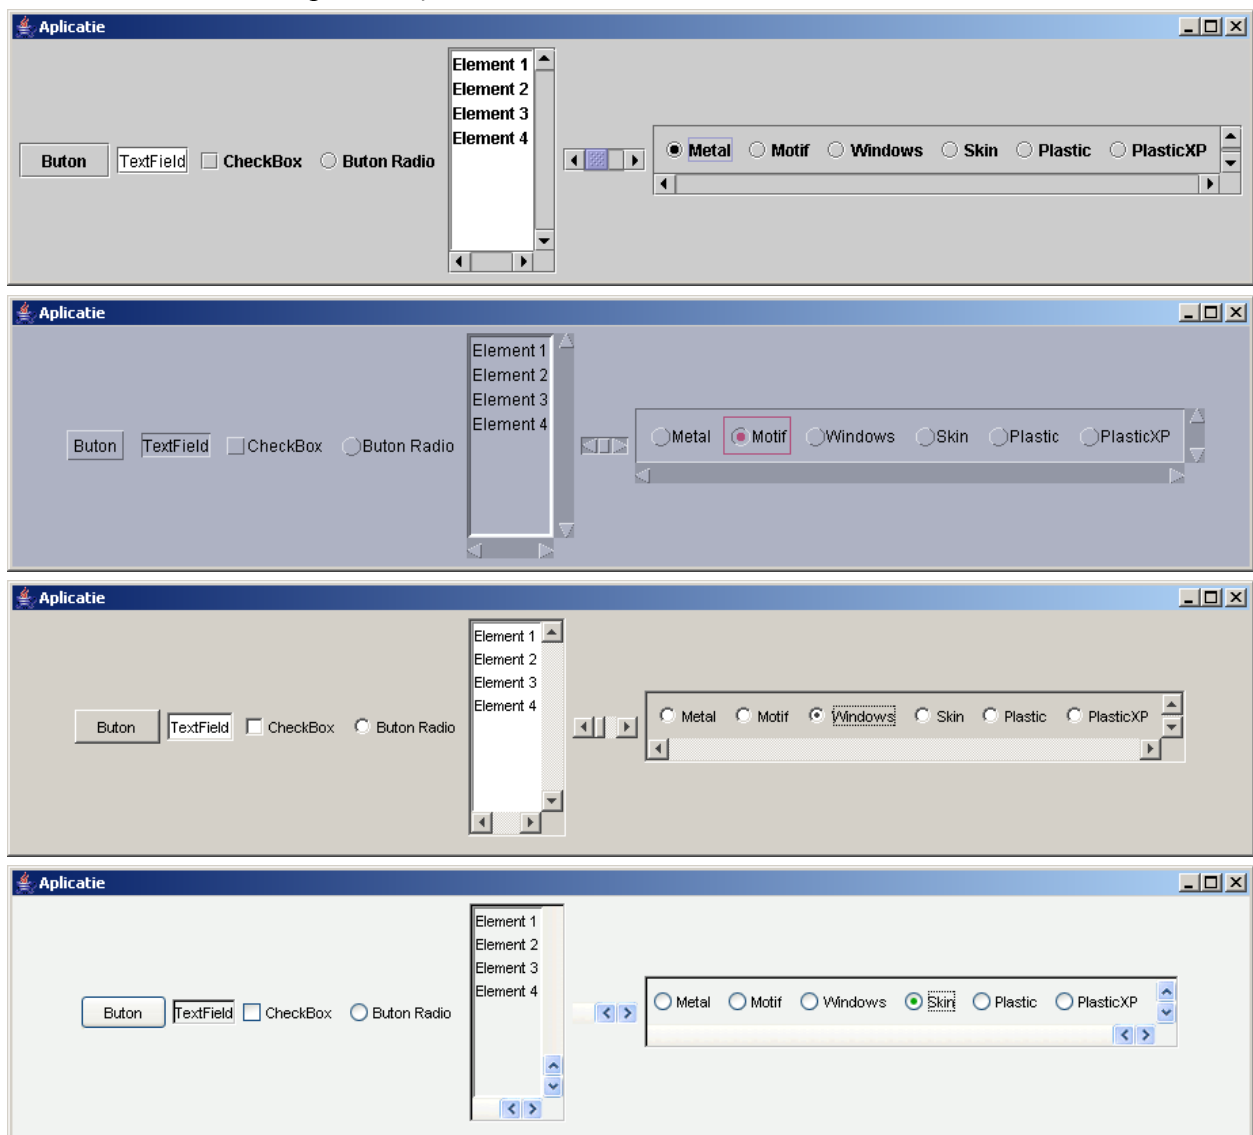 Aplicatie
Element 1
Element 2
Element 3
Element 4
Buton TextField CheckBox Buton Radio Metal Motif Windows Skin Plastic PlasticXP
Aplicatie
Element 1
Element 2
Element 3
Element 4
Buton TextField CheckBox Buton Radio Metal Motif Windows Skin Plastic PlasticXP
Aplicatie
Element 1
Element 2
Element 3
Element 4
Buton TextField CheckBox Buton Radio Metal Motif Windows Skin Plastic PlasticXP
Aplicatie
Element 1
Element 2
Element 3
Element 4
Buton TextField CheckBox Buton Radio Metal Motif Windows Skin Plastic PlasticXP